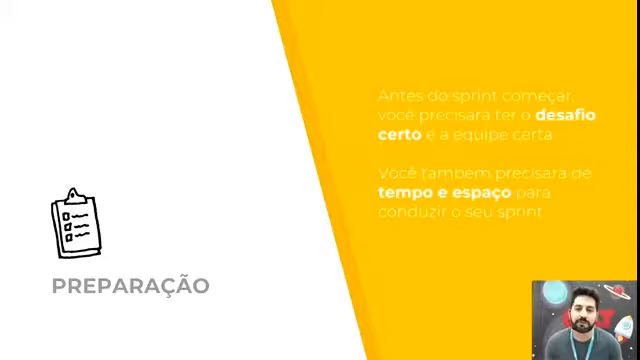 Antes do sprint começar,
você precisará ter o desafio
certo e a equipe certa
Você também precisará de
tempo e espaço para
conduzir o seu sprint
PREPARAÇÃO